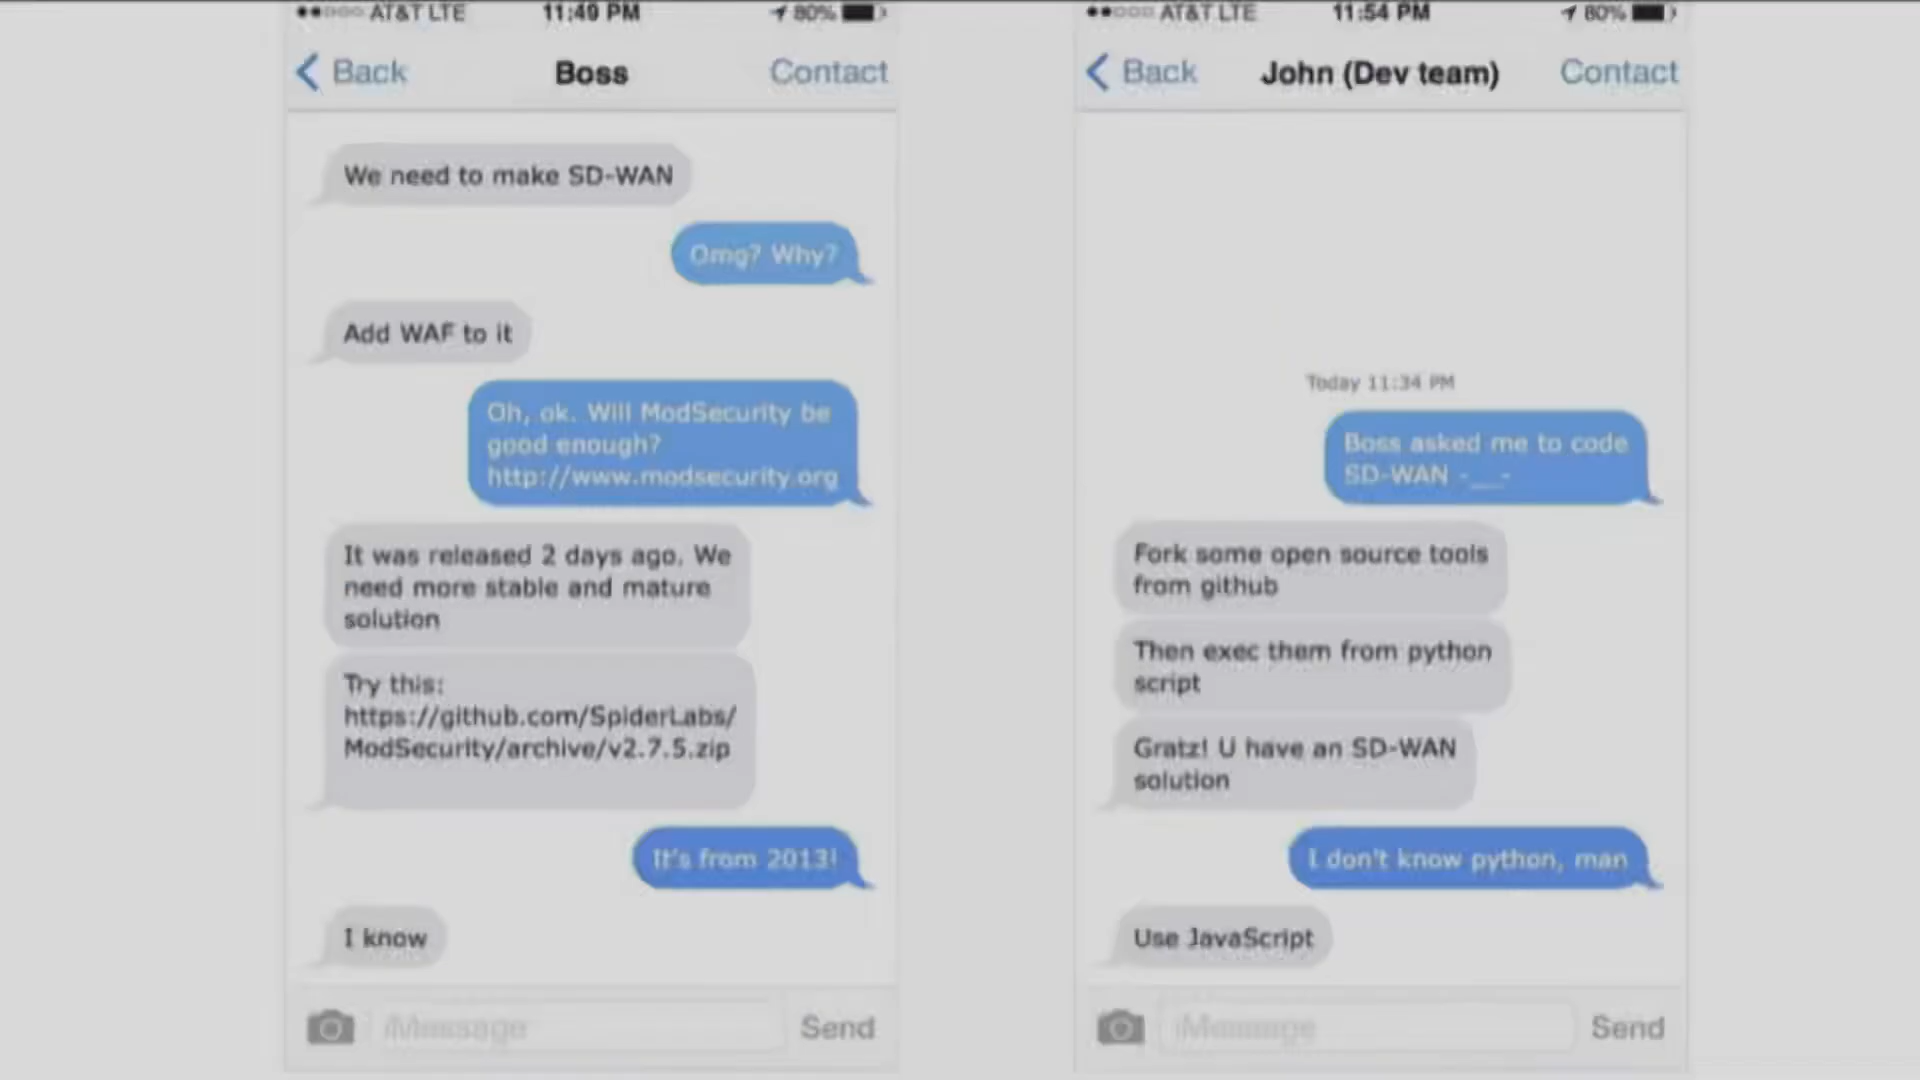 AT&T LTE 11:49 PM 80%
Back Boss Contact
We need to make SD-WAN
Omg? Why?
Add WAF to it
Oh, ok. Will ModSecurity be
good enough?
http://www.modsecurity.org
It was released 2 days ago. We
need more stable and mature
solution
Try this:
https://github.com/SpiderLabs/
ModSecurity/archive/v2.7.5.zip
It's from 2013!
I know
iMessage Send
AT&T LTE 11:54 PM 80%
Back John (Dev team) Contact
Today 11:34 PM
Boss asked me to code
SD-WAN -__-
Fork some open source tools
from github
Then exec them from python
script
Gratz! U have an SD-WAN
solution
I don't know python, man
Use JavaScript
iMessage Send